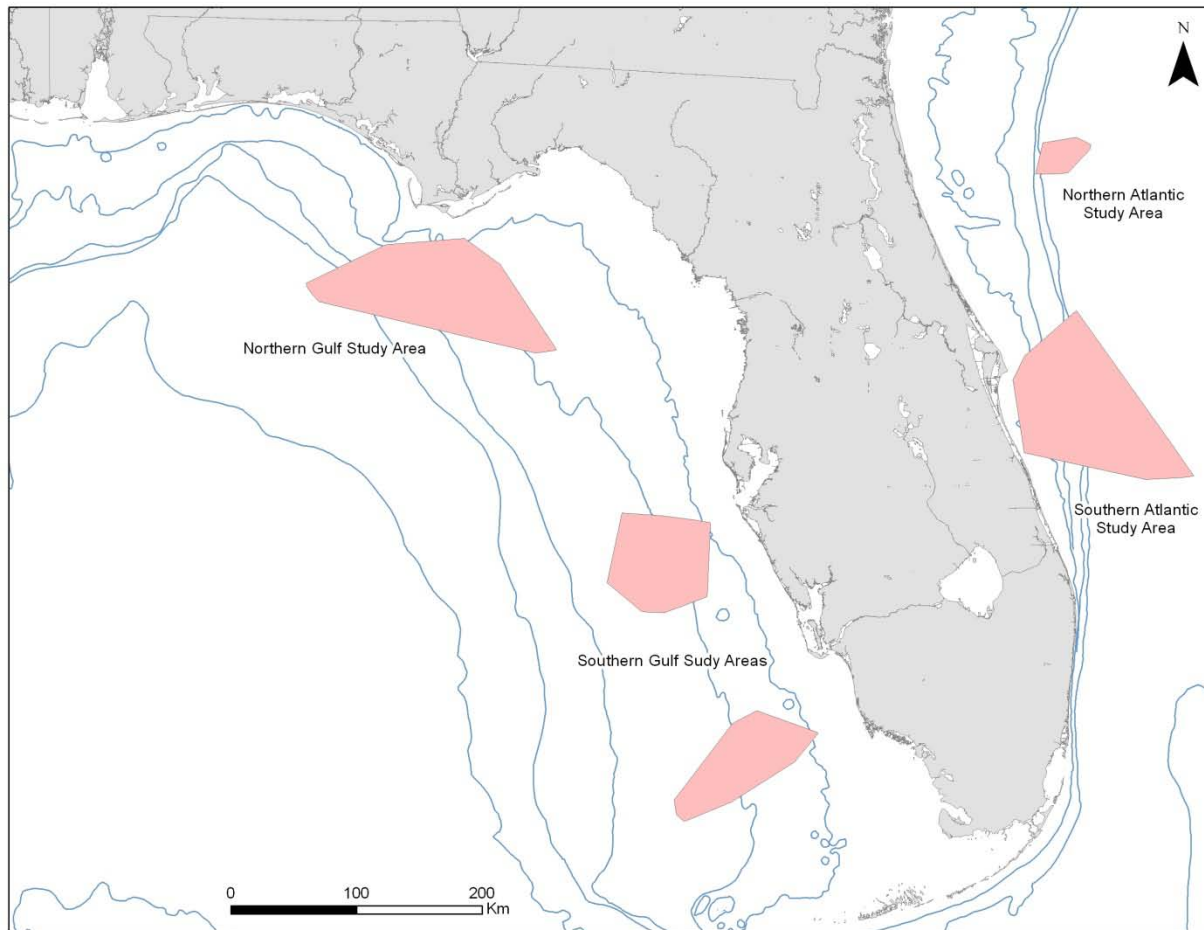 N
Northern Atlantic
Study Area
Northern Gulf Study Area
Southern Atlantic
Study Area
Southern Gulf Sudy Areas
0 100 200
Km